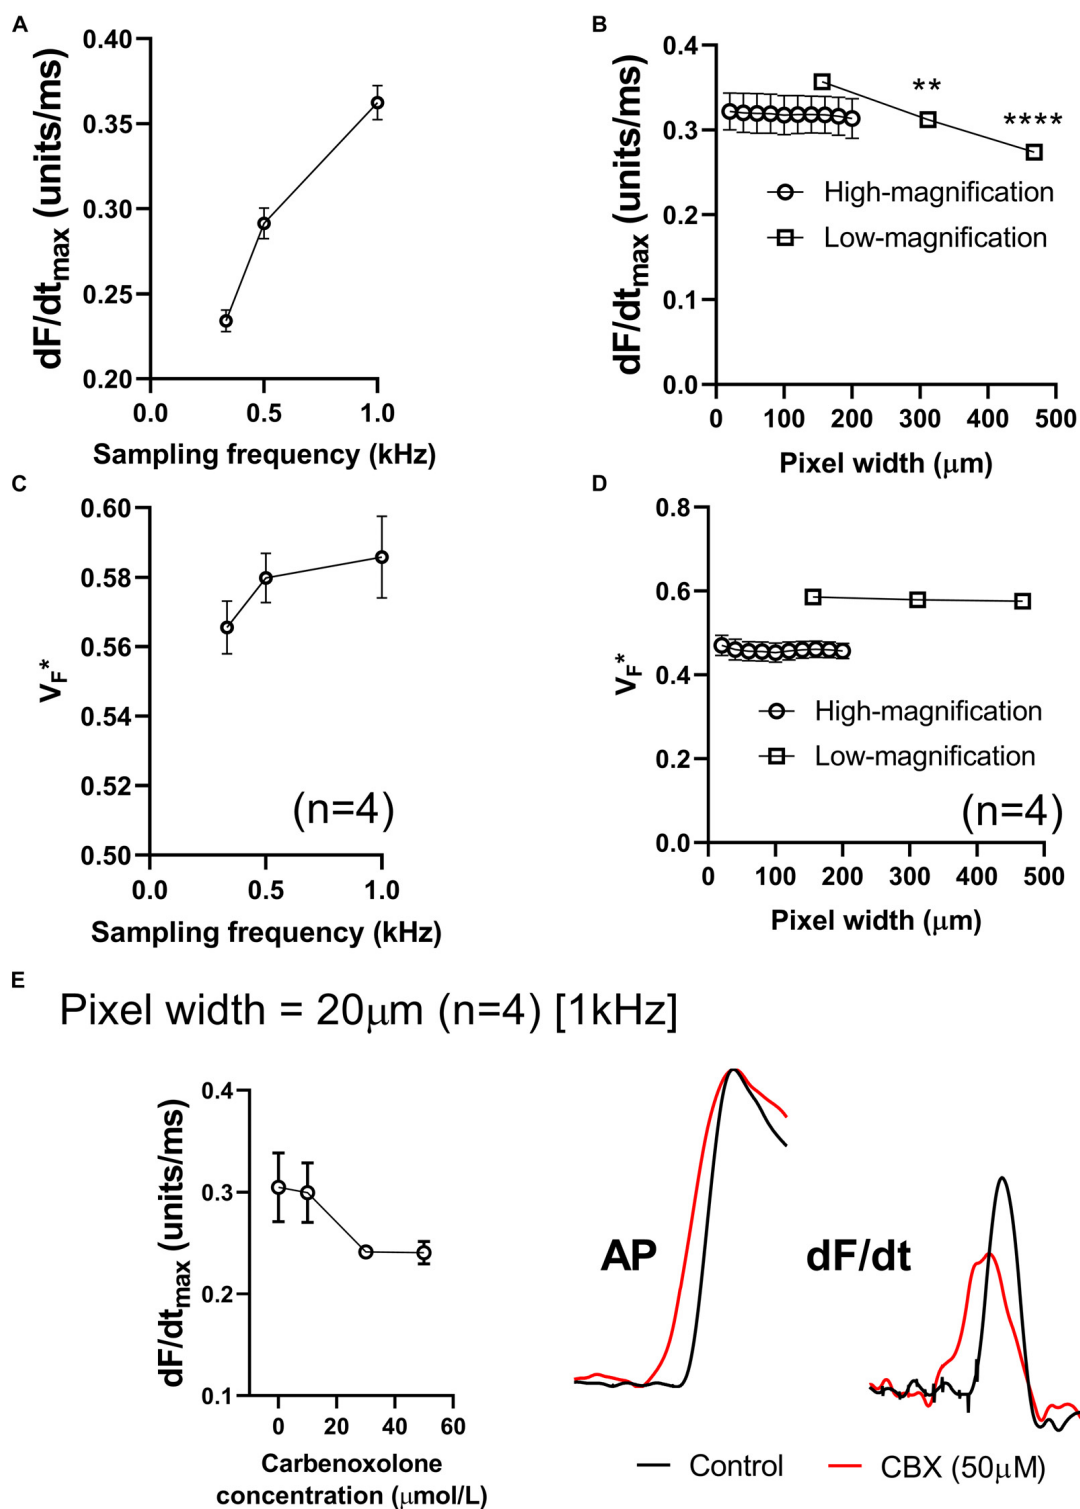 A
dF/dtmax (units/ms)
0.40
0.35
0.30
0.25
0.20
0.0 0.5 1.0
Sampling frequency (kHz)
B
dF/dtmax (units/ms)
0.4
0.3
0.2
0.1
0.0
** 
****
High-magnification
Low-magnification
0 100 200 300 400 500
Pixel width (μm)
C
VF*
0.60
0.58
0.56
0.54
0.52
0.50
(n=4)
0.0 0.5 1.0
Sampling frequency (kHz)
D
VF*
0.8
0.6
0.4
0.2
0.0
High-magnification
Low-magnification
(n=4)
0 100 200 300 400 500
Pixel width (μm)
E
Pixel width = 20μm (n=4) [1kHz]
dF/dtmax (units/ms)
0.4
0.3
0.2
0.1
0 20 40 60
Carbenoxolone
concentration (μmol/L)
AP
dF/dt
Control
CBX (50μM)